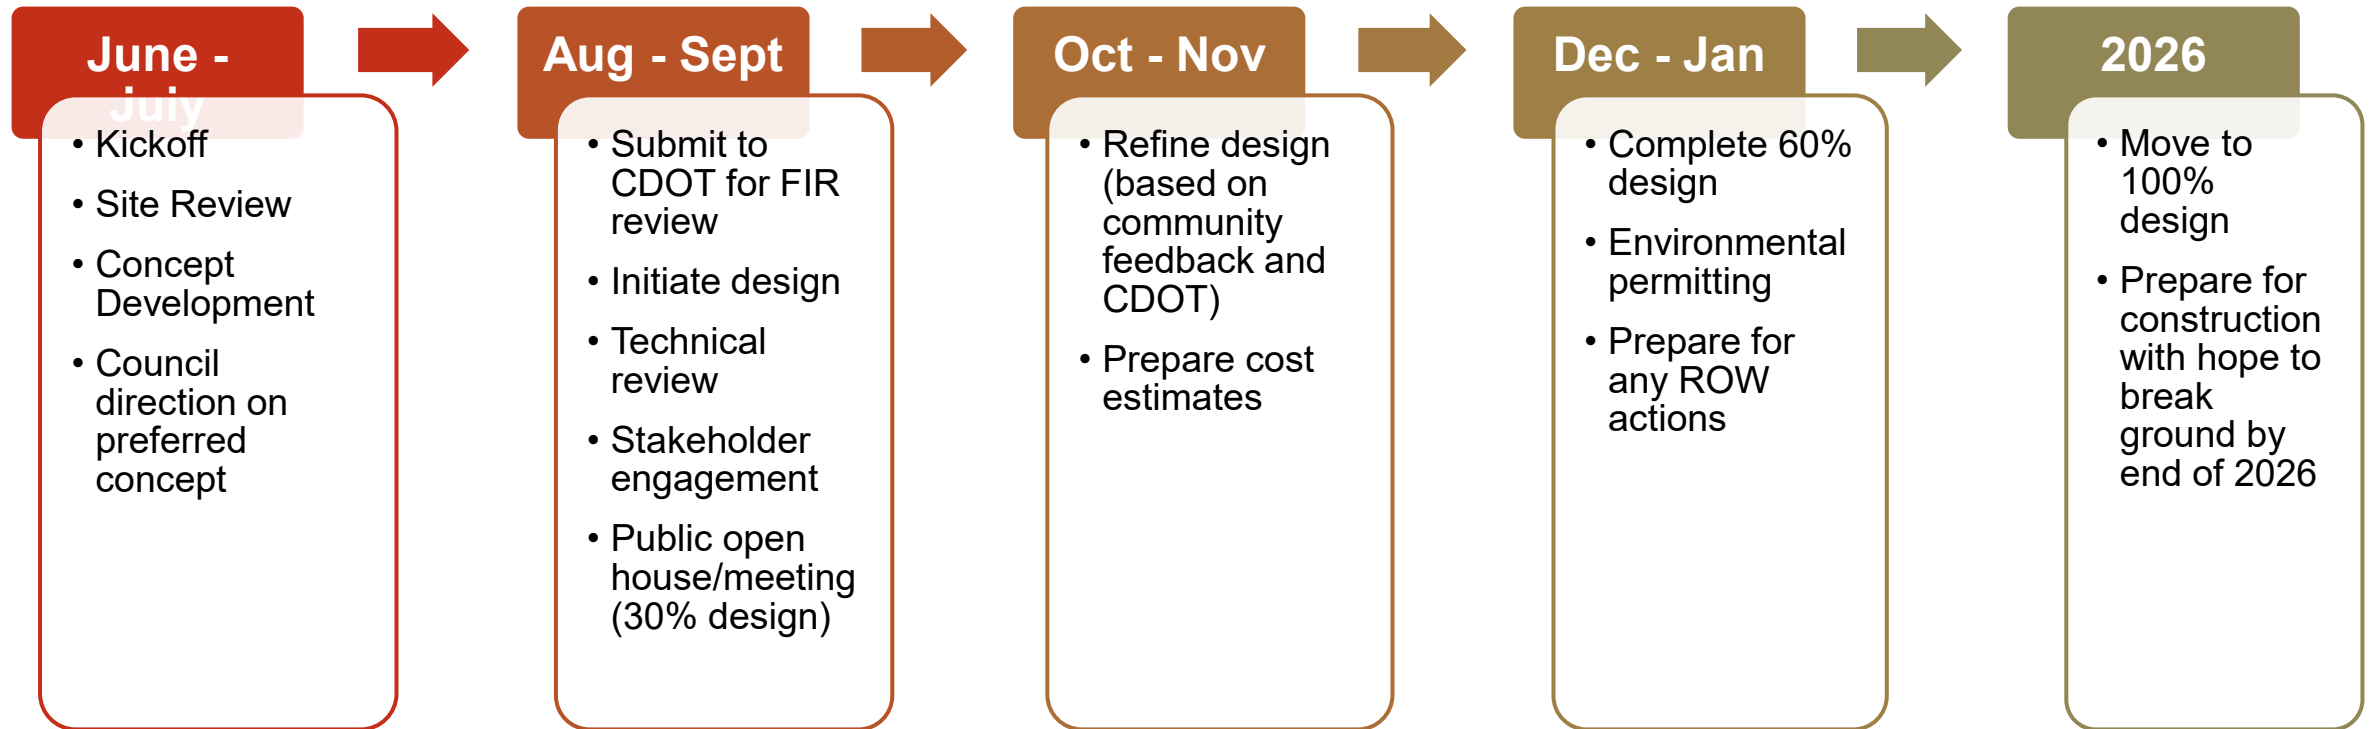 June -
July
• Kickoff
• Site Review
• Concept
Development
• Council
direction on
preferred
concept
Aug - Sept
• Submit to
CDOT for FIR
review
• Initiate design
• Technical
review
• Stakeholder
engagement
• Public open
house/meeting
(30% design)
Oct - Nov
• Refine design
(based on
community
feedback and
CDOT)
• Prepare cost
estimates
Dec - Jan
• Complete 60%
design
• Environmental
permitting
• Prepare for
any ROW
actions
2026
• Move to
100%
design
• Prepare for
construction
with hope to
break
ground by
end of 2026